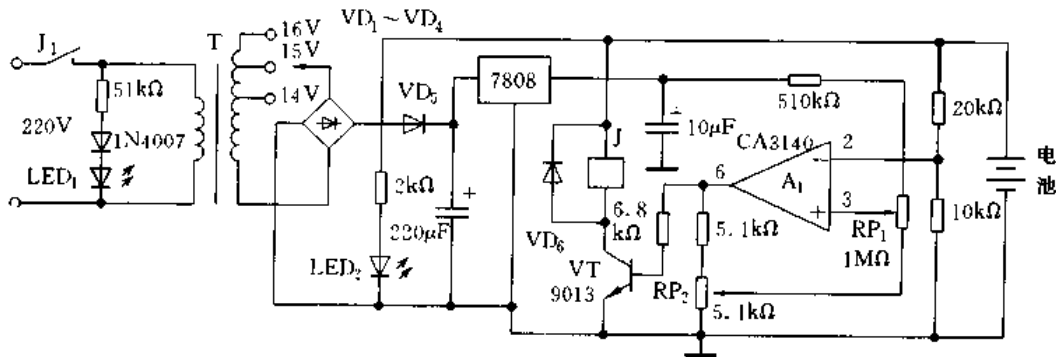 J₁
T
16V
15V
14V
VD₁~VD₄
51kΩ
220V
1N4007
LED₁
VD₅
7808
2kΩ
220μF
LED₂
10μF
510kΩ
CA3140
J
VD₆
6.8
kΩ
VT
9013
6
A₁
2
3
−
+
+
+
5.1kΩ
RP₂
5.1kΩ
RP₁
1MΩ
20kΩ
10kΩ
电
池